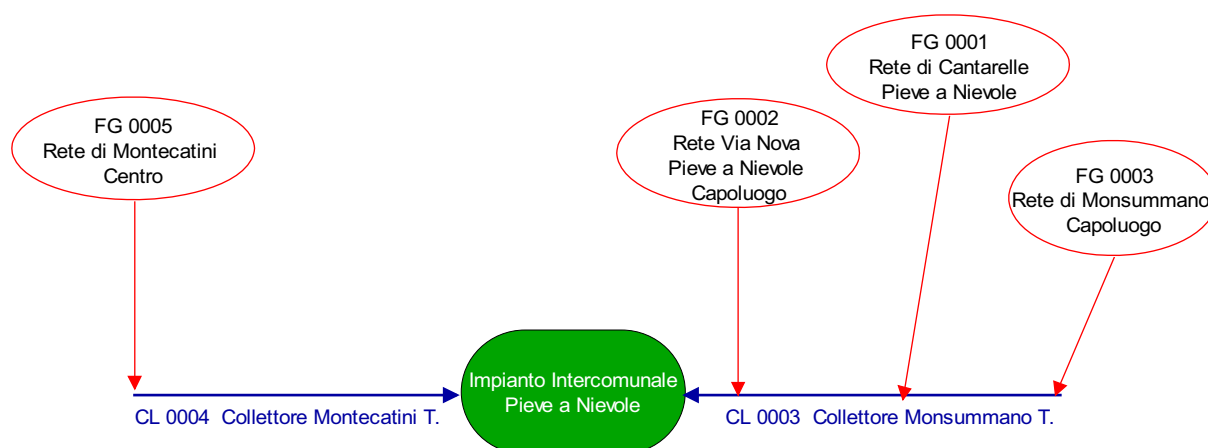 FG 0001
Rete di Cantarelle
Pieve a Nievole
FG 0005
Rete di Montecatini
Centro
FG 0002
Rete Via Nova
Pieve a Nievole
Capoluogo
FG 0003
Rete di Monsummano
Capoluogo
Impianto Intercomunale
Pieve a Nievole
CL 0004 Collettore Montecatini T.
CL 0003 Collettore Monsummano T.